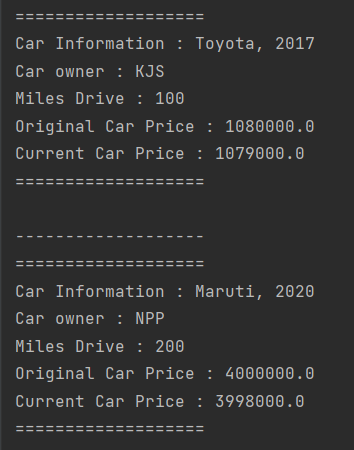 ===================
Car Information : Toyota, 2017
Car owner : KJS
Miles Drive : 100
Original Car Price : 1080000.0
Current Car Price : 1079000.0
===================
-------------------
===================
Car Information : Maruti, 2020
Car owner : NPP
Miles Drive : 200
Original Car Price : 4000000.0
Current Car Price : 3998000.0
===================